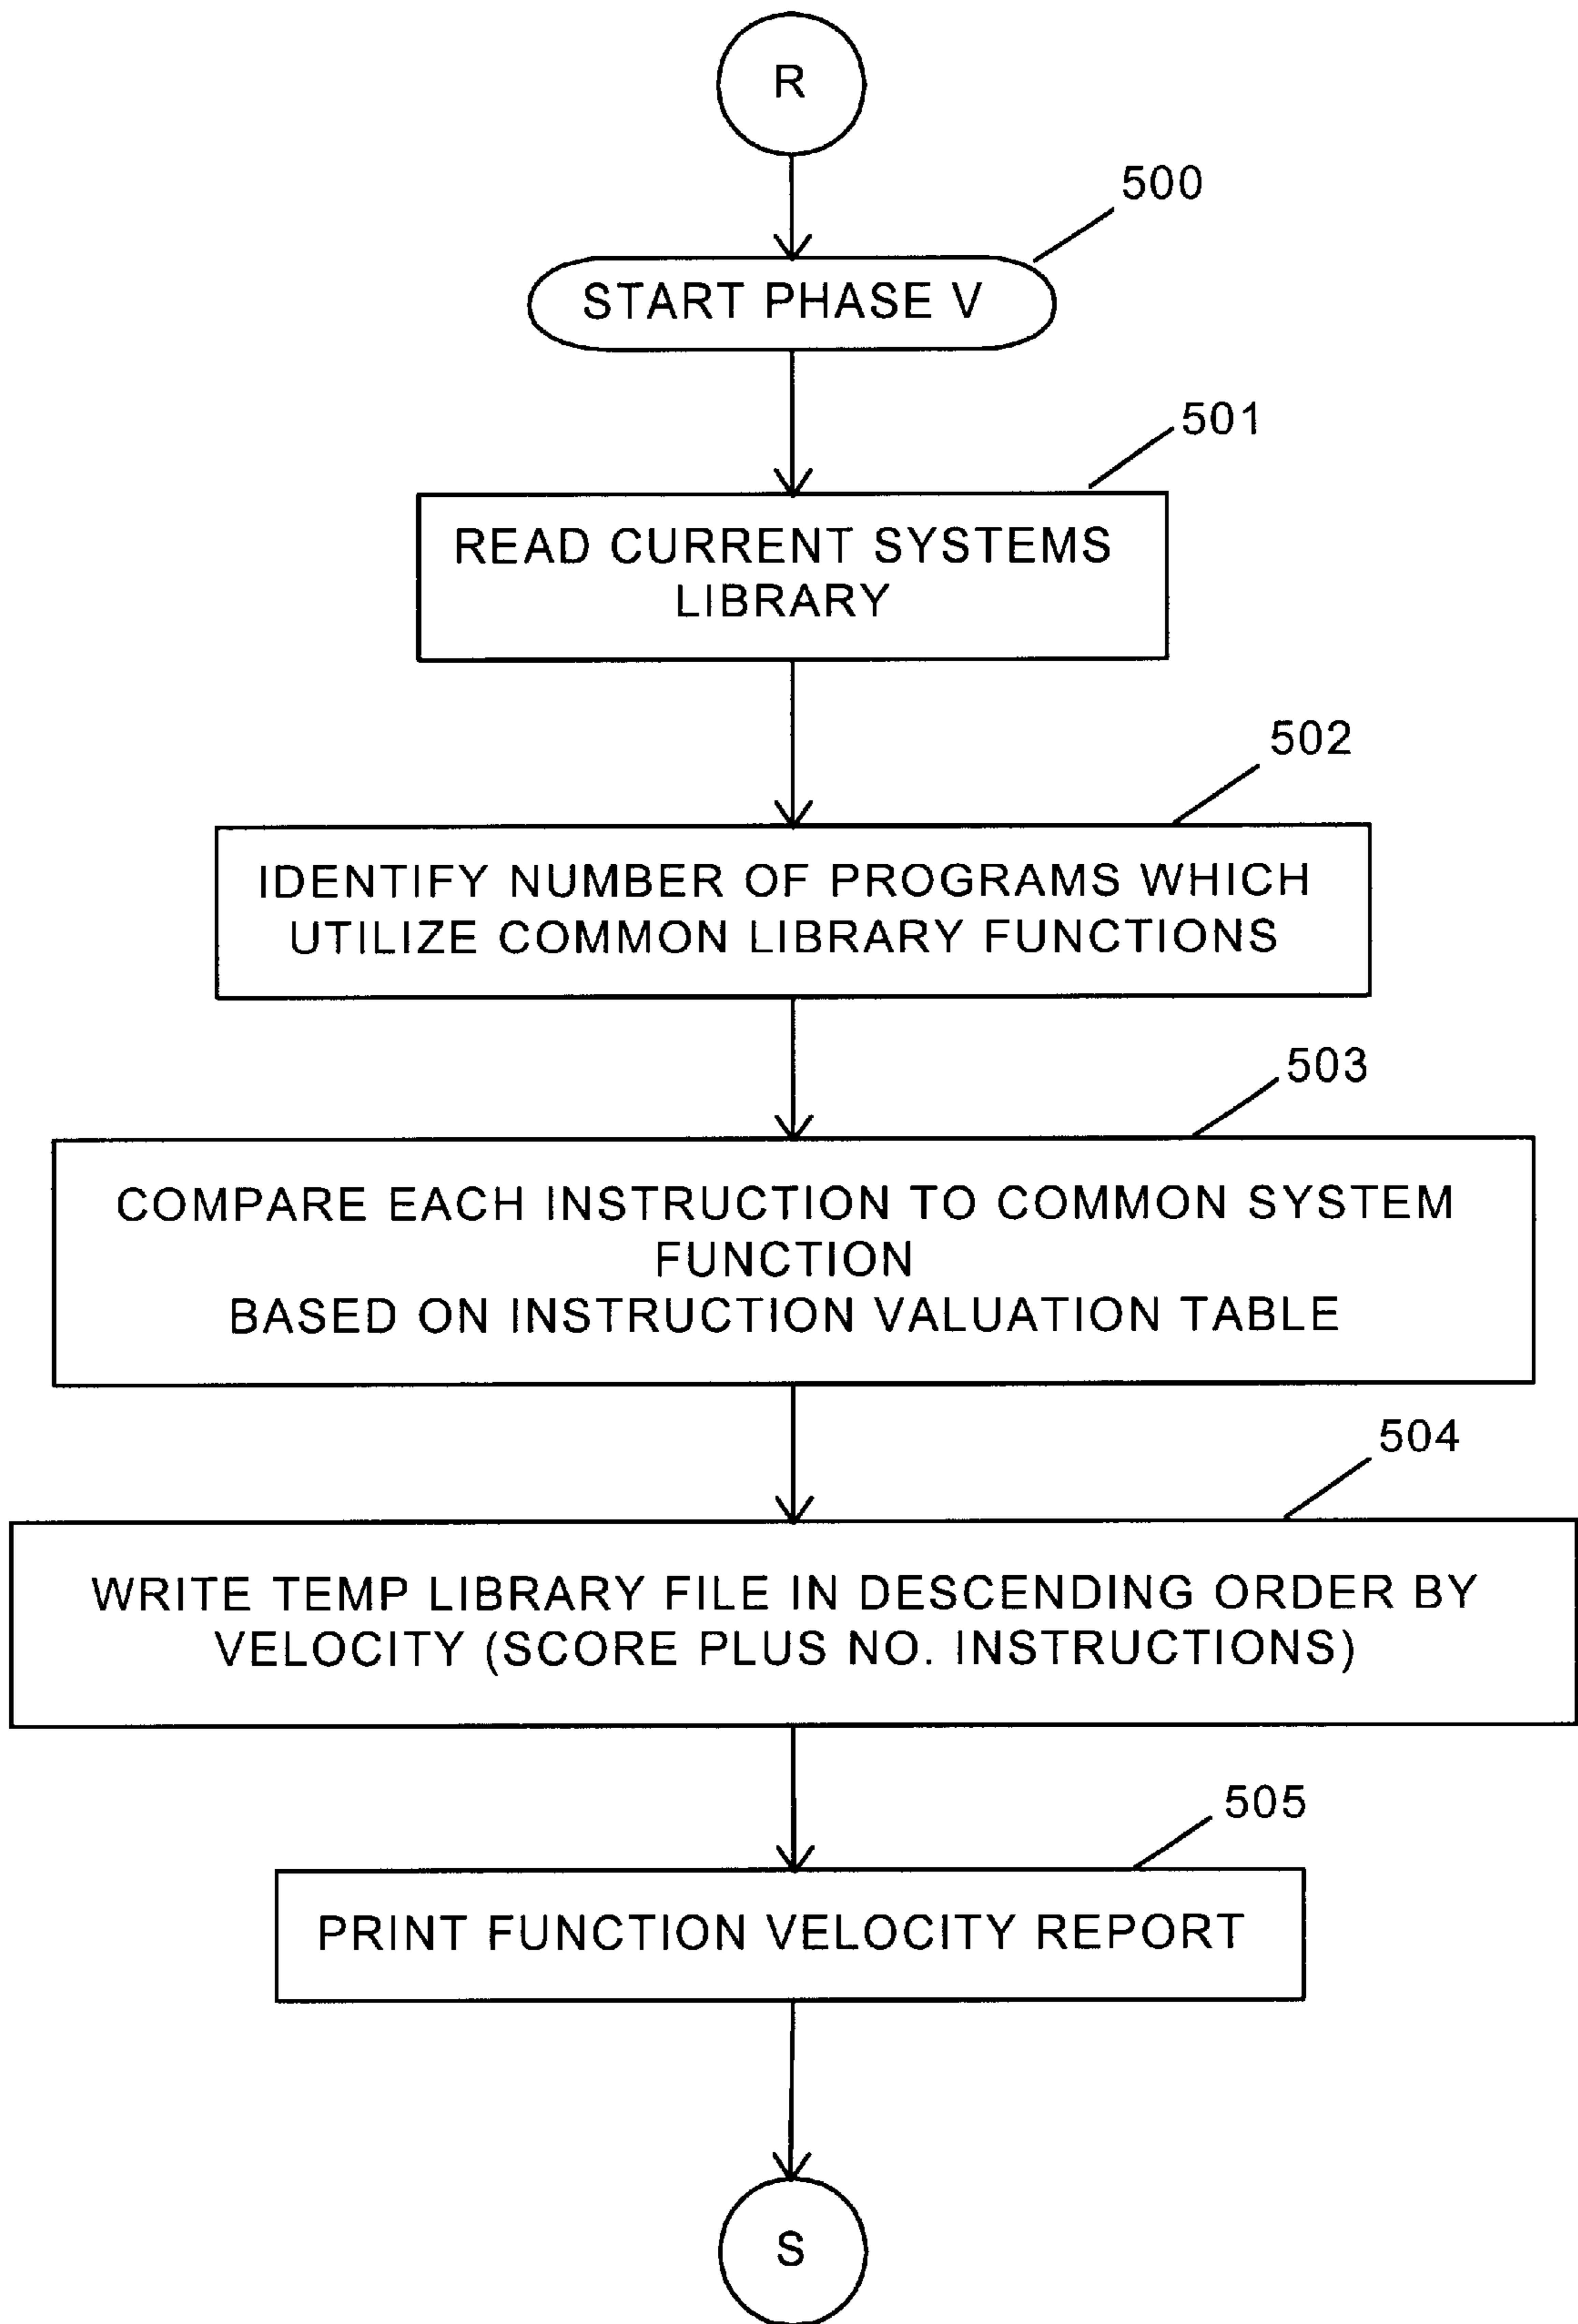 R
500
START PHASE V
501
READ CURRENT SYSTEMS
LIBRARY
502
IDENTIFY NUMBER OF PROGRAMS WHICH
UTILIZE COMMON LIBRARY FUNCTIONS
503
COMPARE EACH INSTRUCTION TO COMMON SYSTEM
FUNCTION
BASED ON INSTRUCTION VALUATION TABLE
504
WRITE TEMP LIBRARY FILE IN DESCENDING ORDER BY
VELOCITY (SCORE PLUS NO. INSTRUCTIONS)
505
PRINT FUNCTION VELOCITY REPORT
S